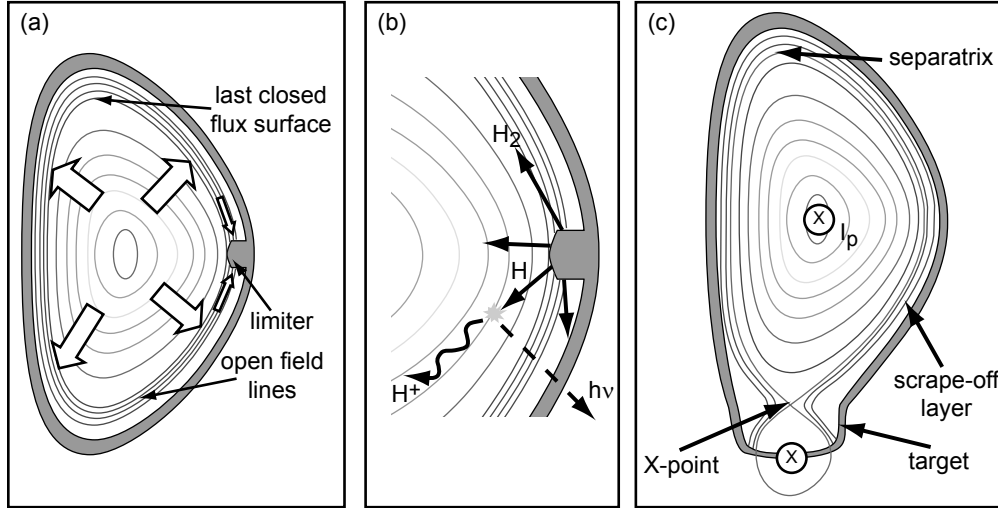 (a)
last closed
flux surface
limiter
open field
lines
(b)
H2
H
H+
hν
(c)
separatrix
X
Ip
scrape-off
layer
X-point
target
X